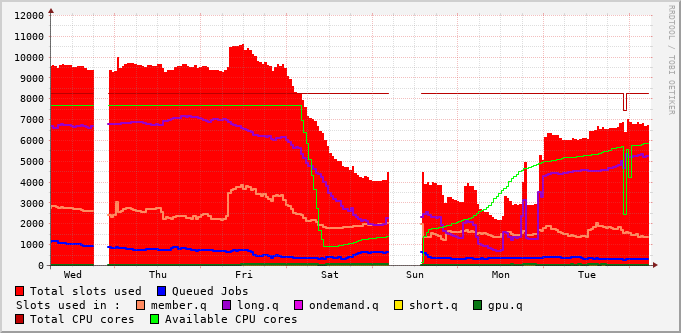 12000
11000
10000
9000
8000
7000
6000
5000
4000
3000
2000
1000
0
Wed Thu Fri Sat Sun Mon Tue
RRDTOOL / TOBI OETIKER
Total slots used Queued Jobs
Slots used in : member.q long.q ondemand.q short.q gpu.q
Total CPU cores Available CPU cores